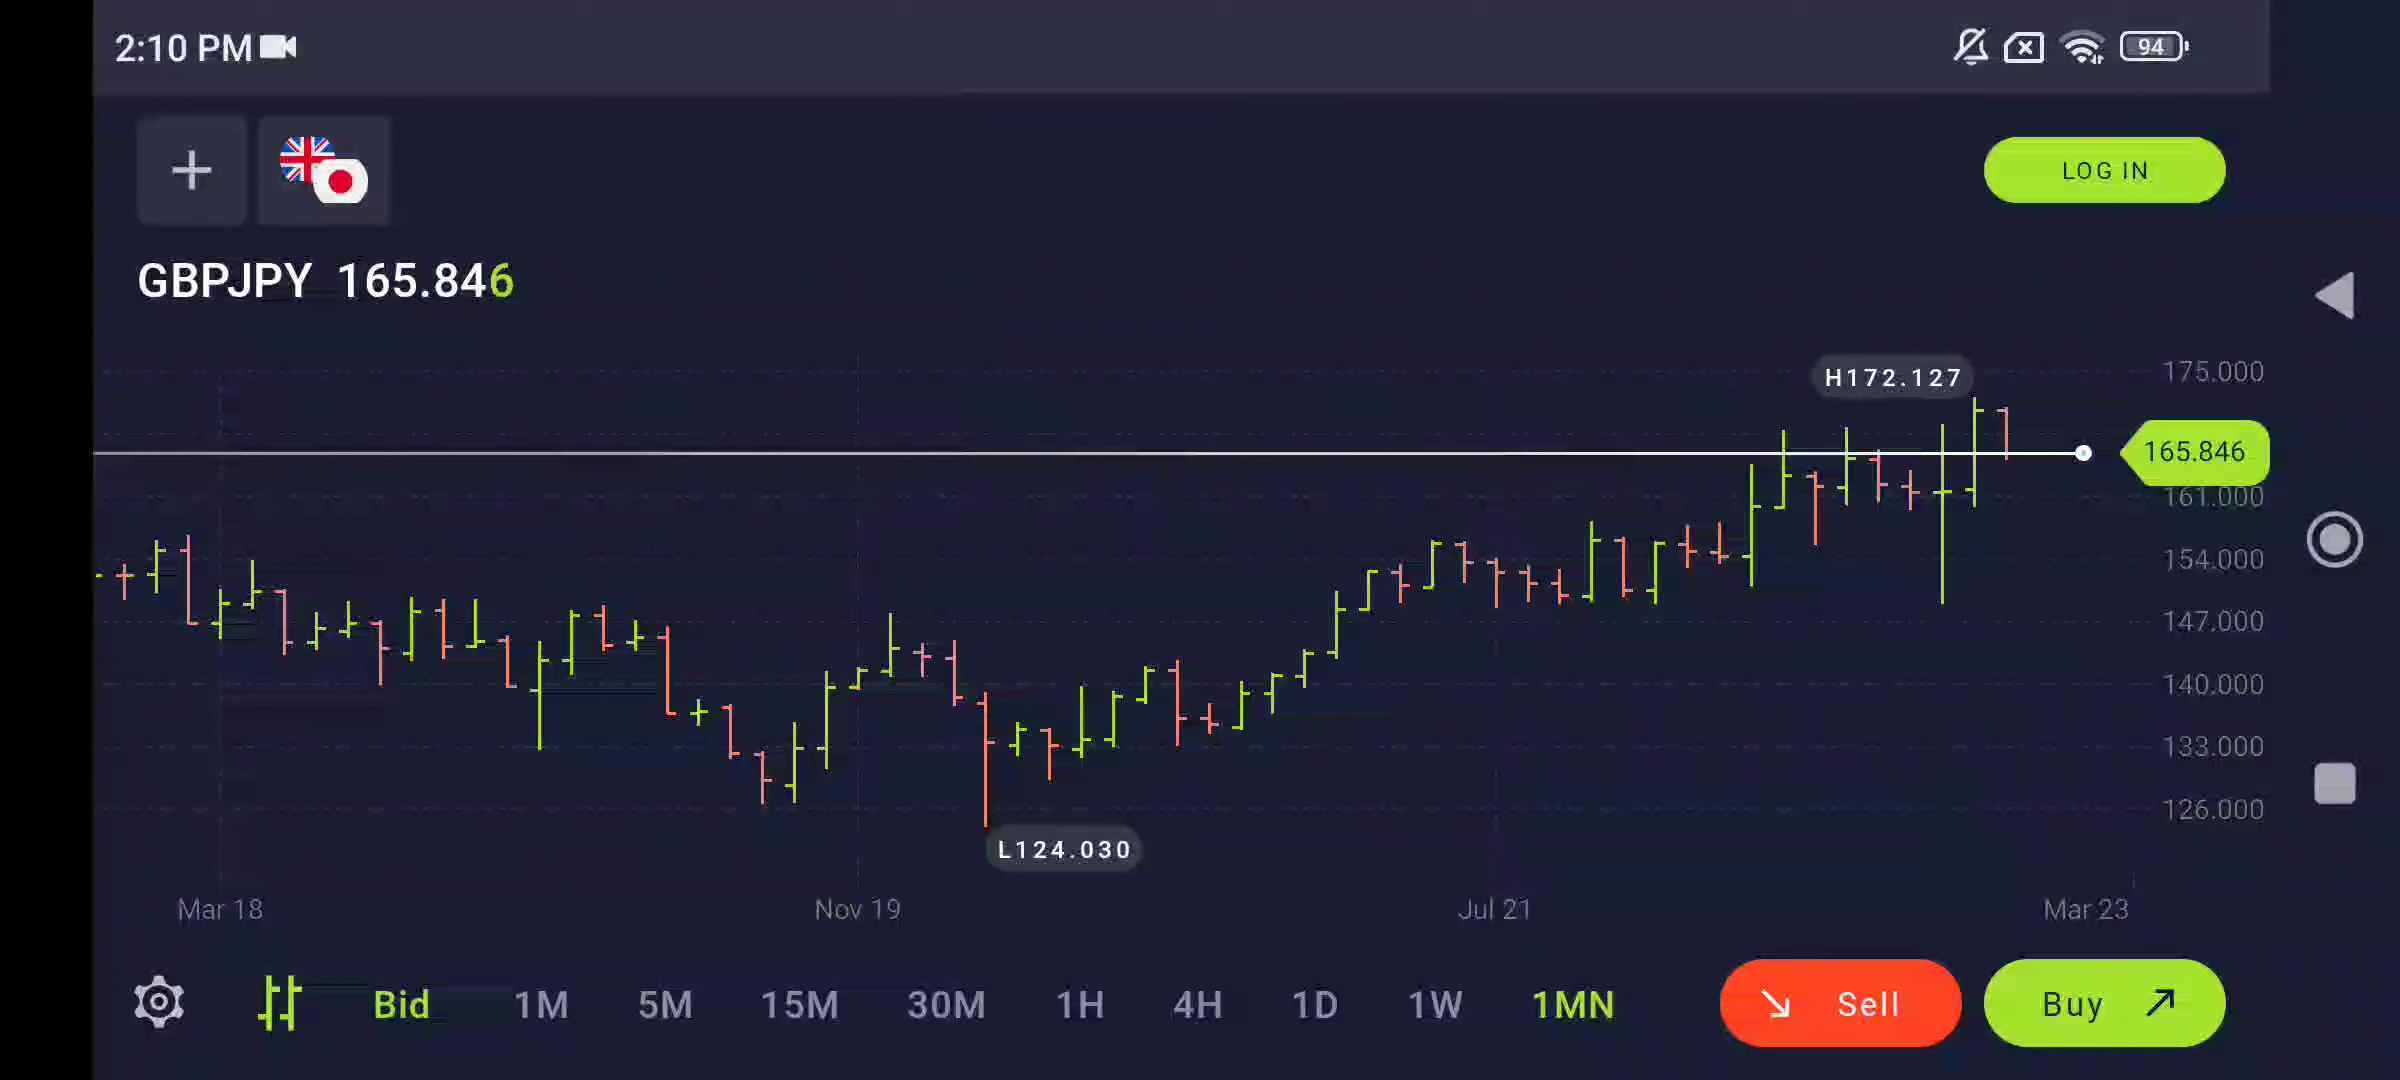 2:10 PM
94
LOG IN
GBPJPY 165.846
H172.127
175.000
165.846
161.000
154.000
147.000
140.000
133.000
126.000
L124.030
Mar 18 Nov 19 Jul 21 Mar 23
Bid 1M 5M 15M 30M 1H 4H 1D 1W 1MN Sell Buy